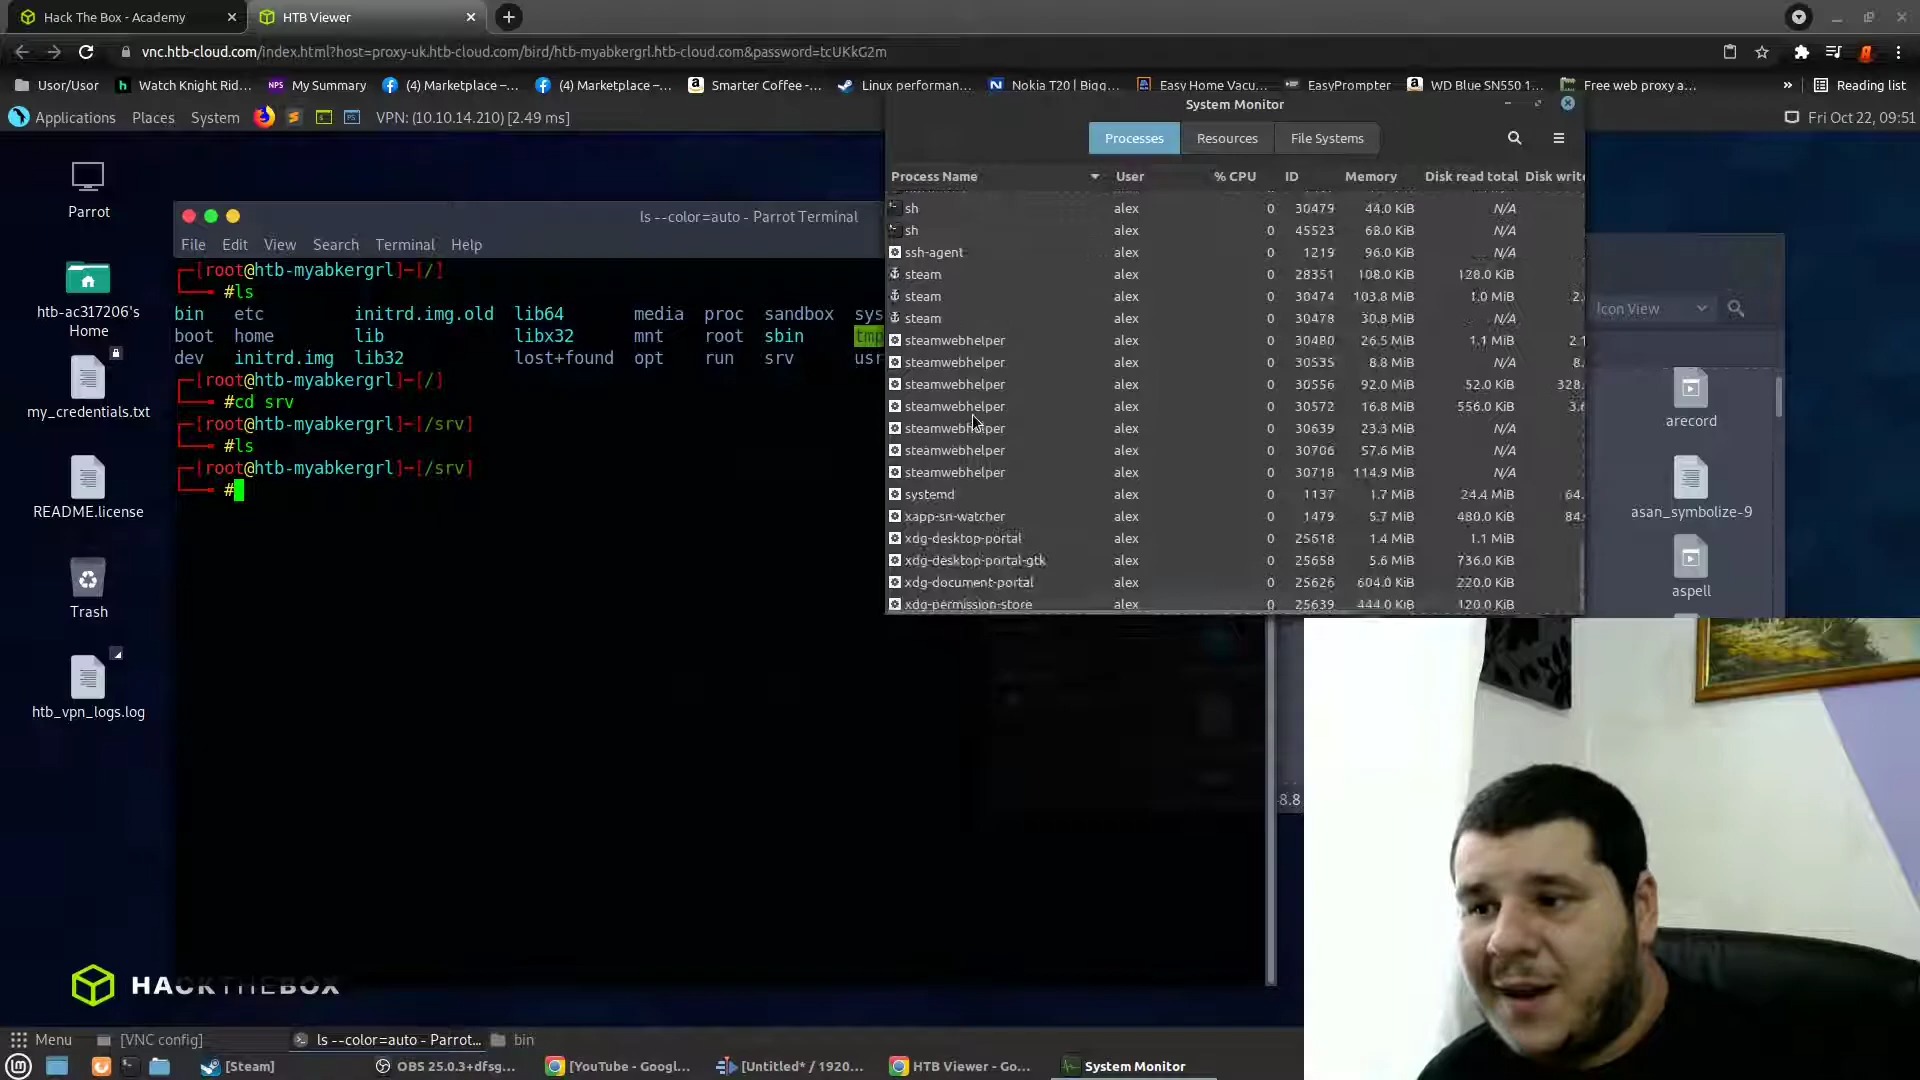 Hack The Box - Academy
HTB Viewer
vnc.htb-cloud.com/index.html?host=proxy-uk.htb-cloud.com/bird/htb-myabkergrl.htb-cloud.com&password=tcUKkG2m
Usor/Usor
Watch Knight Rid...
NPS My Summary
(4) Marketplace –...
(4) Marketplace –...
Smarter Coffee -...
Linux performan...
Nokia T20 | Bigg...
Easy Home Vacu...
EasyPrompter
WD Blue SN550 1...
Free web proxy a...
» Reading list
Applications Places System VPN: (10.10.14.210) [2.49 ms]
Fri Oct 22, 09:51
System Monitor
Processes Resources File Systems
Process Name User % CPU ID Memory Disk read total Disk write
sh alex 0 30479 44.0 KiB N/A
sh alex 0 45523 68.0 KiB N/A
ssh-agent alex 0 1219 96.0 KiB N/A
steam alex 0 28351 108.0 KiB 128.0 KiB
steam alex 0 30474 103.8 MiB 1.0 MiB 2.
steam alex 0 30478 30.8 MiB N/A
steamwebhelper alex 0 30480 26.5 MiB 1.1 MiB 2.1
steamwebhelper alex 0 30535 8.8 MiB N/A 8.
steamwebhelper alex 0 30556 92.0 MiB 52.0 KiB 328.
steamwebhelper alex 0 30572 16.8 MiB 556.0 KiB 3.6
steamwebhelper alex 0 30639 23.3 MiB N/A
steamwebhelper alex 0 30706 57.6 MiB N/A
steamwebhelper alex 0 30718 114.9 MiB N/A
systemd alex 0 1137 1.7 MiB 24.4 MiB 64.
xapp-sn-watcher alex 0 1479 5.7 MiB 480.0 KiB 84.
xdg-desktop-portal alex 0 25618 1.4 MiB 1.1 MiB
xdg-desktop-portal-gtk alex 0 25658 5.6 MiB 736.0 KiB
xdg-document-portal alex 0 25626 604.0 KiB 220.0 KiB
xdg-permission-store alex 0 25639 444.0 KiB 120.0 KiB
Parrot
htb-ac317206's
Home
my_credentials.txt
README.license
Trash
htb_vpn_logs.log
ls --color=auto - Parrot Terminal
File Edit View Search Terminal Help
┌─[root@htb-myabkergrl]─[/]
└──╼ #ls
bin etc initrd.img.old lib64 media proc sandbox sys
boot home lib libx32 mnt root sbin tmp
dev initrd.img lib32 lost+found opt run srv usr
┌─[root@htb-myabkergrl]─[/]
└──╼ #cd srv
┌─[root@htb-myabkergrl]─[/srv]
└──╼ #ls
┌─[root@htb-myabkergrl]─[/srv]
└──╼ #
Icon View
arecord
asan_symbolize-9
aspell
8.8
HACKTHEBOX
Menu [VNC config] ls --color=auto - Parrot... bin
[Steam] OBS 25.0.3+dfsg... [YouTube - Googl... [Untitled* / 1920... HTB Viewer - Go... System Monitor